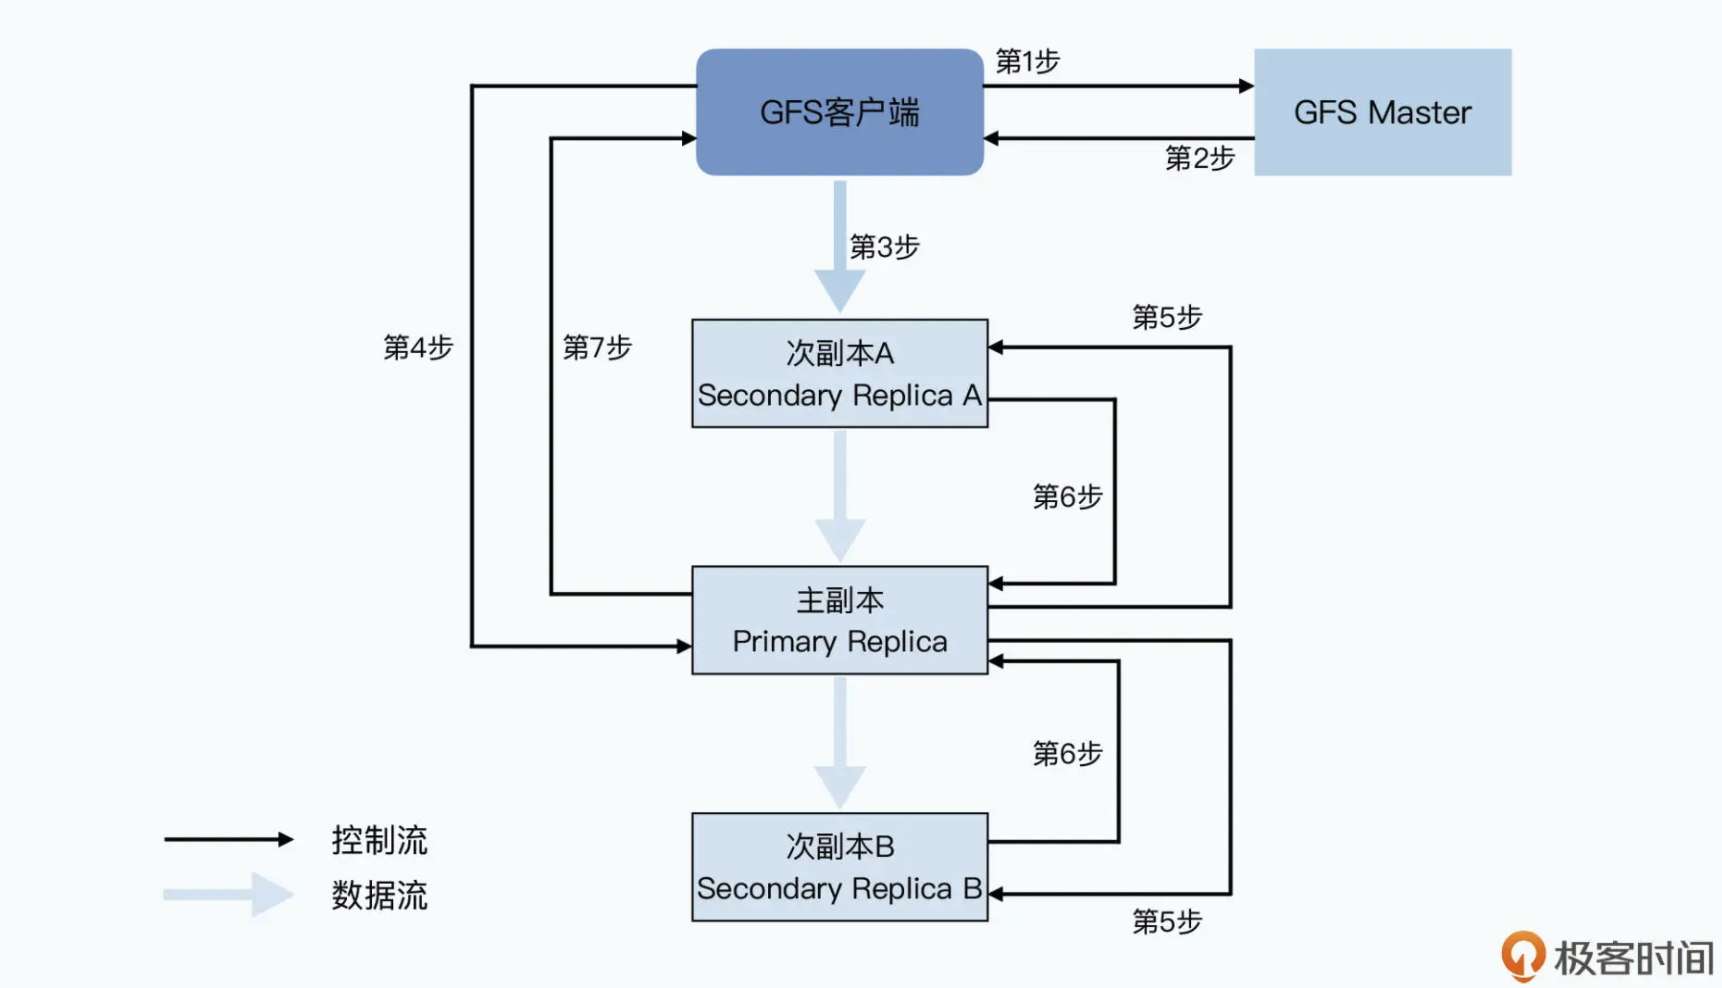 第1步
GFS客户端
GFS Master
第2步
第3步
第5步
第4步
第7步
次副本A
Secondary Replica A
第6步
主副本
Primary Replica
第6步
次副本B
Secondary Replica B
第5步
控制流
数据流
极客时间